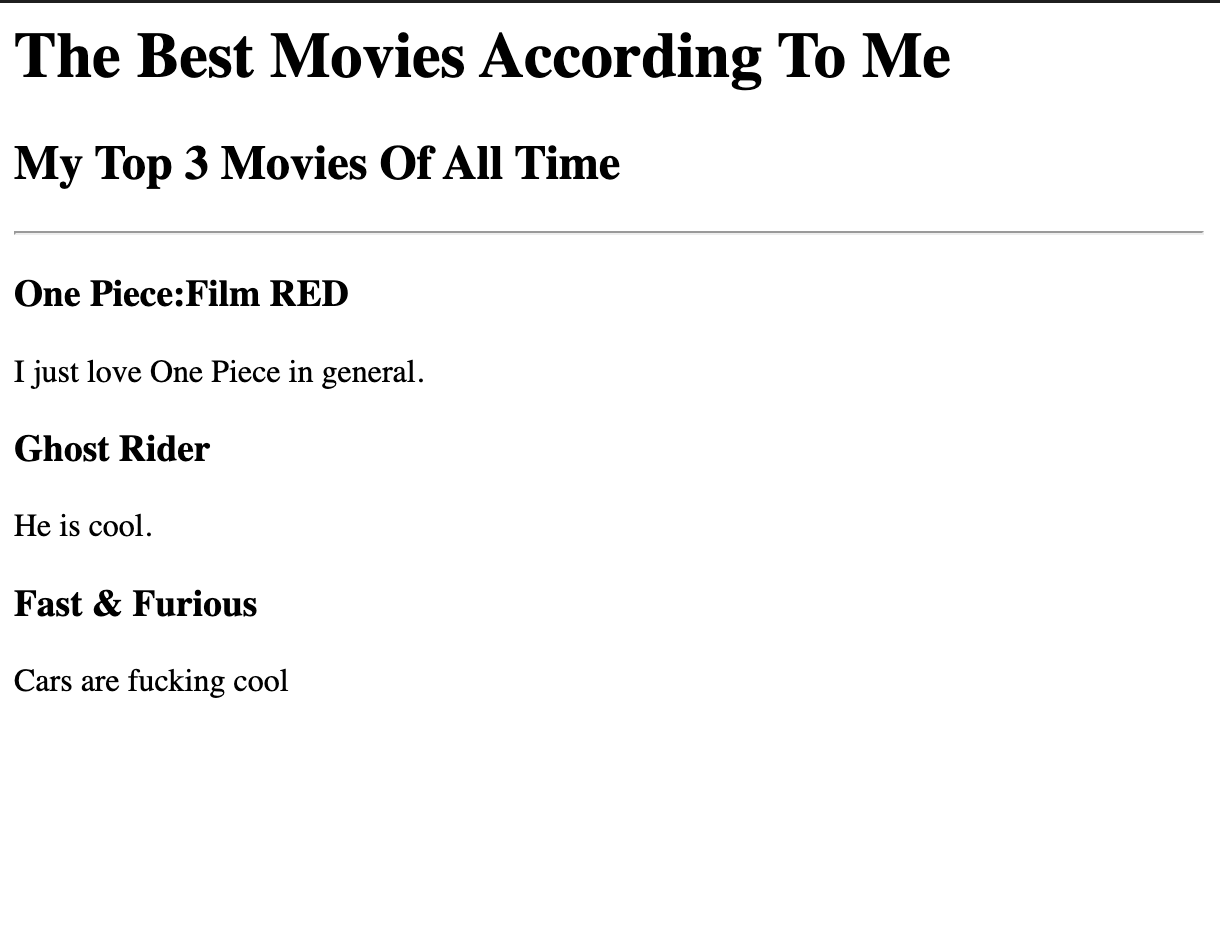 The Best Movies According To Me
My Top 3 Movies Of All Time
One Piece:Film RED
I just love One Piece in general.
Ghost Rider
He is cool.
Fast & Furious
Cars are fucking cool